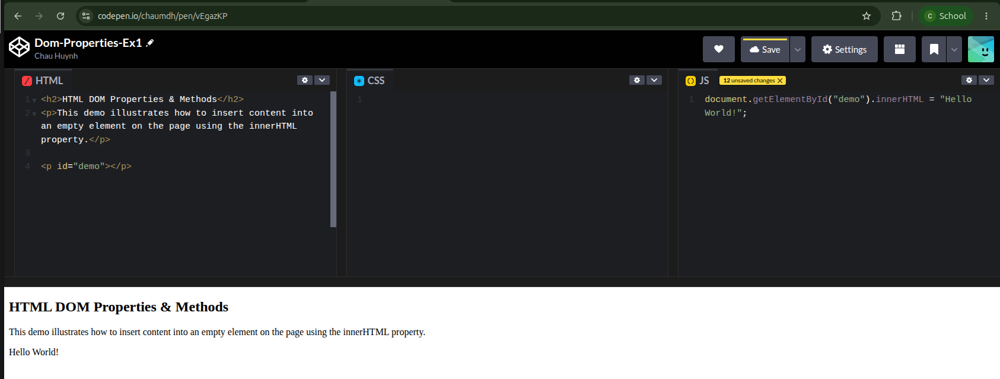 codepen.io/chaumdh/pen/vEgazKP
C School
Dom-Properties-Ex1
Chau Huynh
Save
Settings
HTML
1 <h2>HTML DOM Properties & Methods</h2>
2 <p>This demo illustrates how to insert content into
an empty element on the page using the innerHTML
property.</p>
3
4 <p id="demo"></p>
CSS
1
JS
12 unsaved changes
1 document.getElementById("demo").innerHTML = "Hello
World!";
HTML DOM Properties & Methods
This demo illustrates how to insert content into an empty element on the page using the innerHTML property.
Hello World!